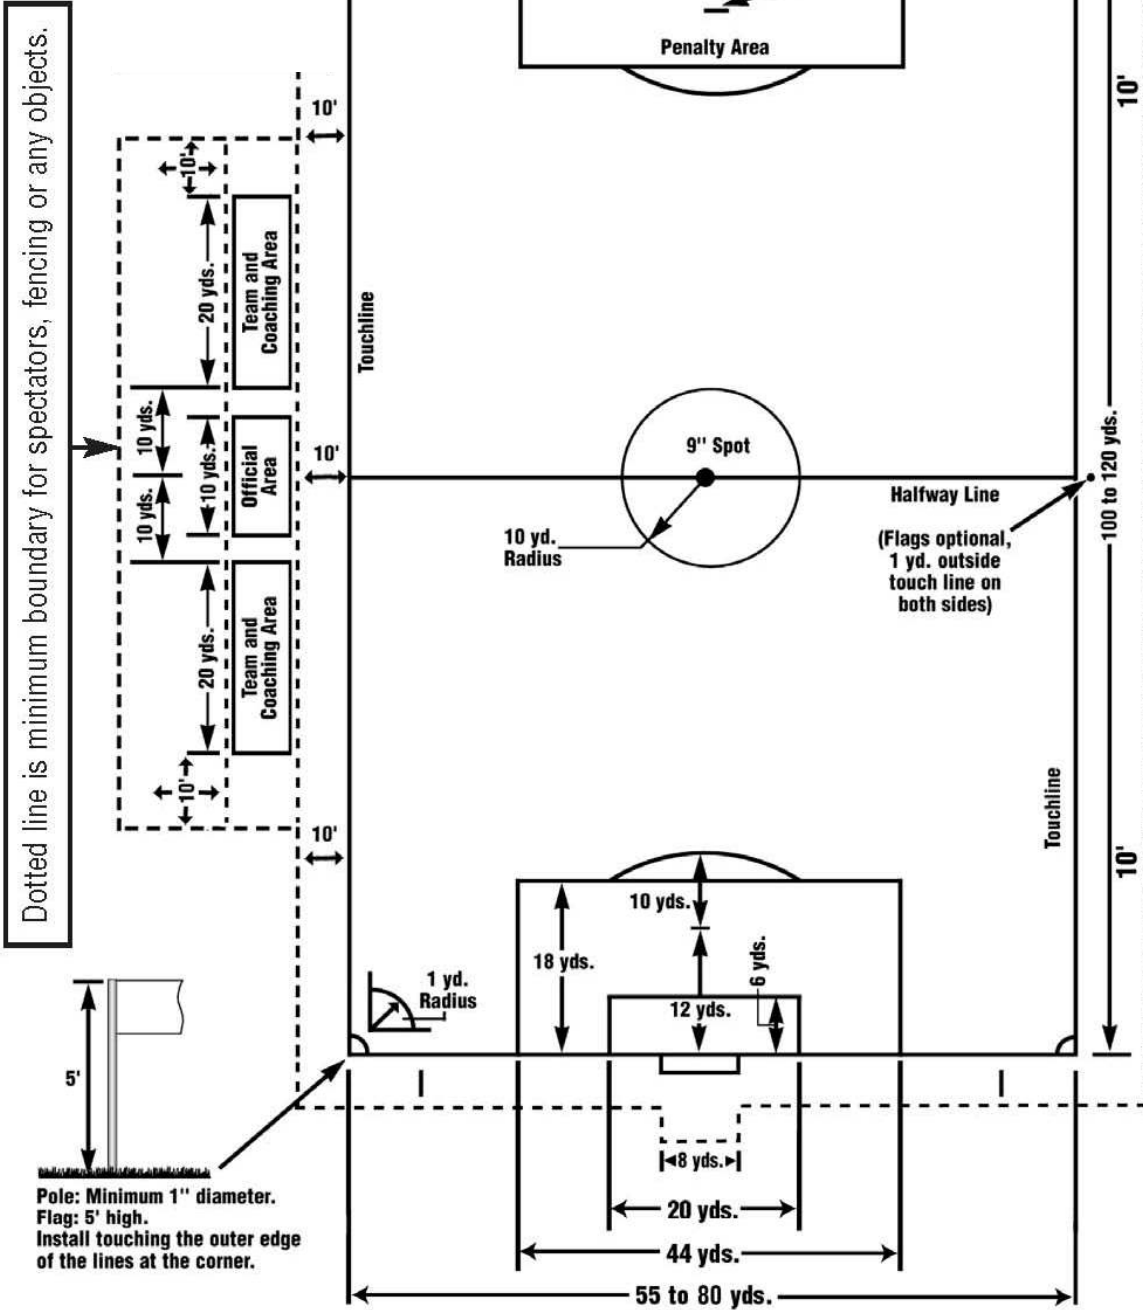 Dotted line is minimum boundary for spectators, fencing or any objects.
Penalty Area
10'
10'
10'
20 yds.
Team and
Coaching Area
Touchline
10 yds.
10 yds.
10 yds.
Official
Area
10'
9" Spot
10 yd.
Radius
Halfway Line
(Flags optional,
1 yd. outside
touch line on
both sides)
100 to 120 yds.
20 yds.
Team and
Coaching Area
10'
10'
Touchline
10'
10 yds.
18 yds.
12 yds.
6 yds.
1 yd.
Radius
5'
Pole: Minimum 1" diameter.
Flag: 5' high.
Install touching the outer edge
of the lines at the corner.
8 yds.
20 yds.
44 yds.
55 to 80 yds.